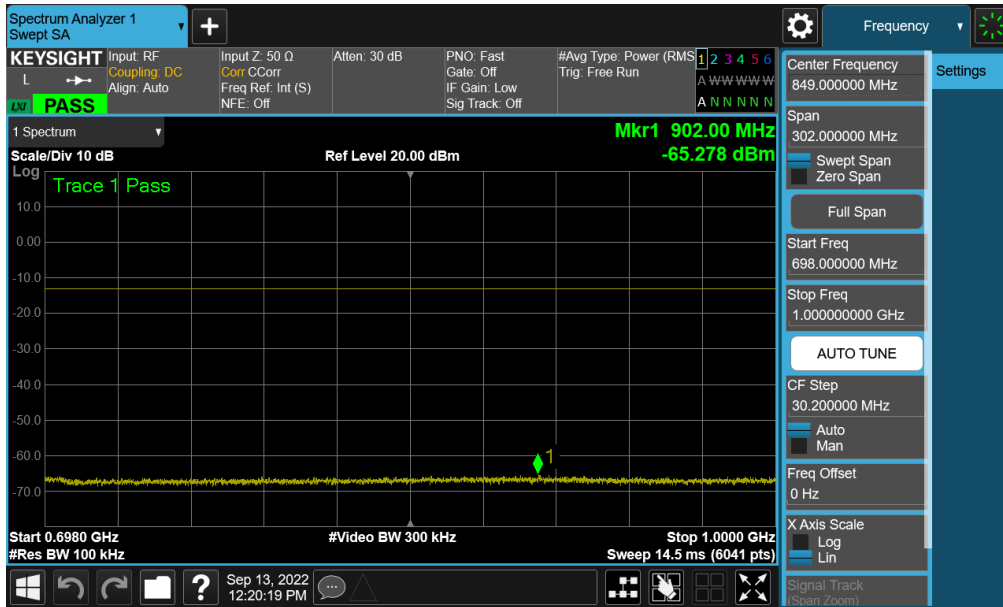 Spectrum Analyzer 1
Swept SA
+
Frequency
KEYSIGHT
L
LXI PASS
Input: RF
Coupling: DC
Align: Auto
Input Z: 50 Ω
Corr CCorr
Freq Ref: Int (S)
NFE: Off
Atten: 30 dB
PNO: Fast
Gate: Off
IF Gain: Low
Sig Track: Off
#Avg Type: Power (RMS
Trig: Free Run
1 2 3 4 5 6
A W W W W W
A N N N N N
1 Spectrum
Scale/Div 10 dB
Log
Ref Level 20.00 dBm
Mkr1 902.00 MHz
-65.278 dBm
Trace 1 Pass
10.0
0.00
-10.0
-20.0
-30.0
-40.0
-50.0
-60.0
-70.0
1
Start 0.6980 GHz
#Res BW 100 kHz
#Video BW 300 kHz
Stop 1.0000 GHz
Sweep 14.5 ms (6041 pts)
?
Sep 13, 2022
12:20:19 PM
Center Frequency
849.000000 MHz
Span
302.000000 MHz
Swept Span
Zero Span
Full Span
Start Freq
698.000000 MHz
Stop Freq
1.000000000 GHz
AUTO TUNE
CF Step
30.200000 MHz
Auto
Man
Freq Offset
0 Hz
X Axis Scale
Log
Lin
Signal Track
(Span Zoom)
Settings